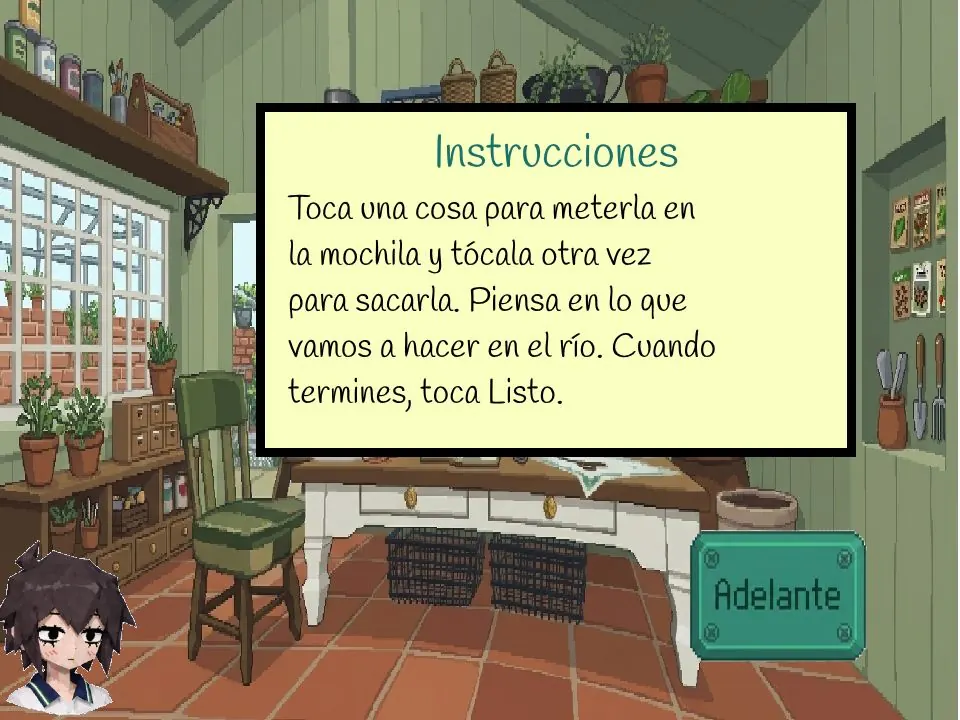 Instrucciones
Toca una cosa para meterla en
la mochila y tócala otra vez
para sacarla. Piensa en lo que
vamos a hacer en el río. Cuando
termines, toca Listo.
Adelante